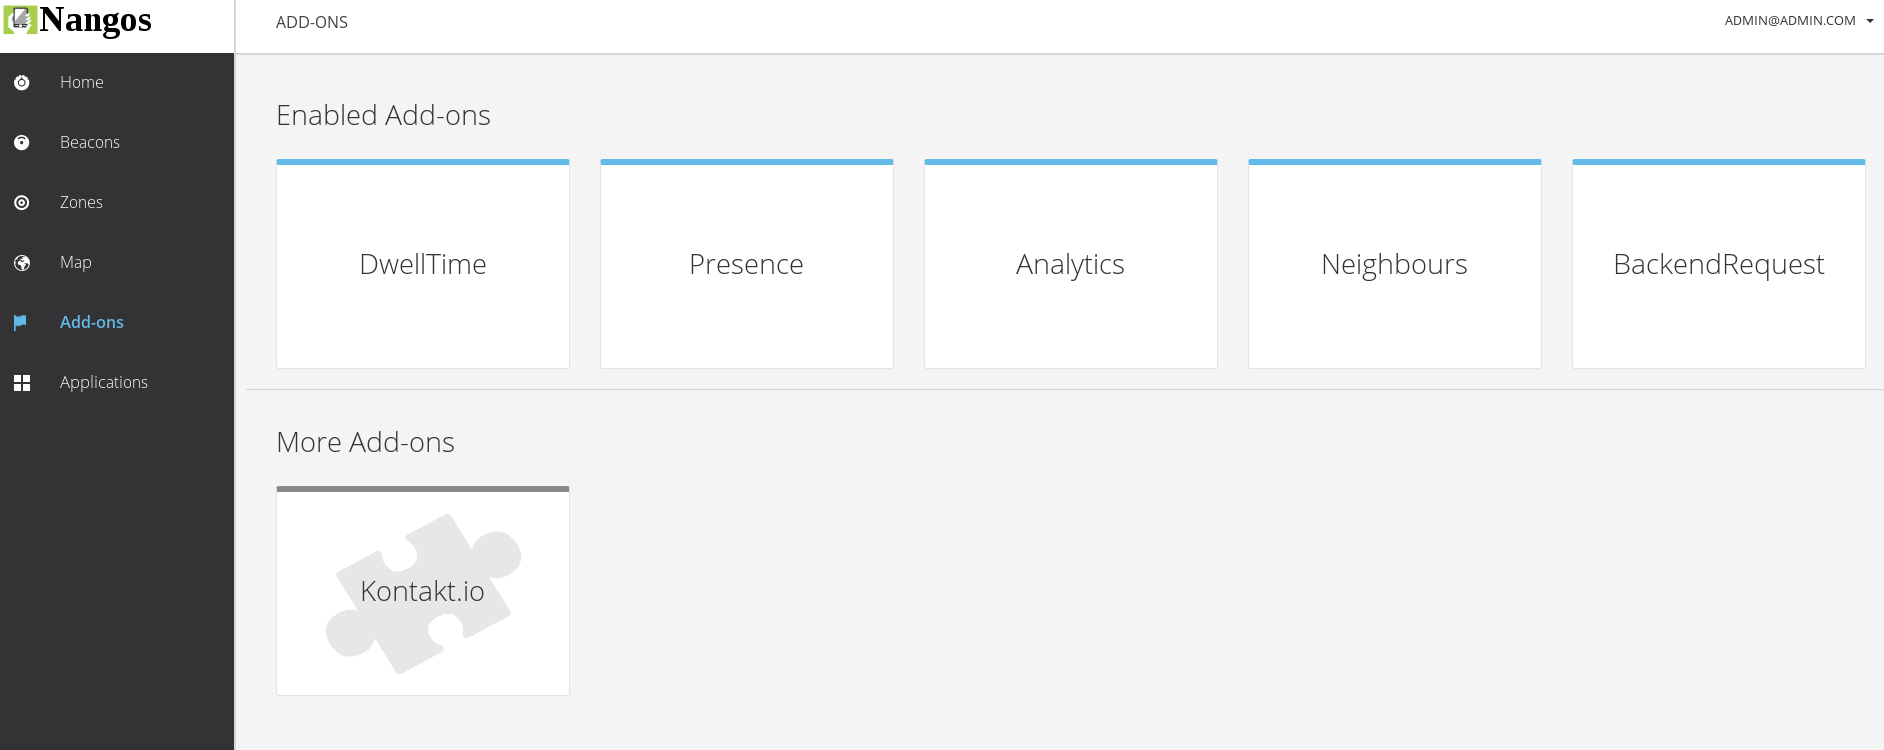 Nangos
ADD-ONS
ADMIN@ADMIN.COM
Home
Beacons
Zones
Map
Add-ons
Applications
Enabled Add-ons
DwellTime
Presence
Analytics
Neighbours
BackendRequest
More Add-ons
Kontakt.io